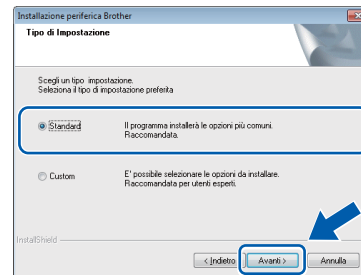 Installazione periferica Brother
Tipo di Impostazione
Scegli un tipo impostazione.
Seleziona il tipo di impostazione preferita
Standard
Il programma installerà le opzioni più comuni.
Raccomandata.
Custom
E' possibile selezionare le opzioni da installare.
Raccomandata per utenti esperti.
InstallShield
< Indietro
Avanti >
Annulla